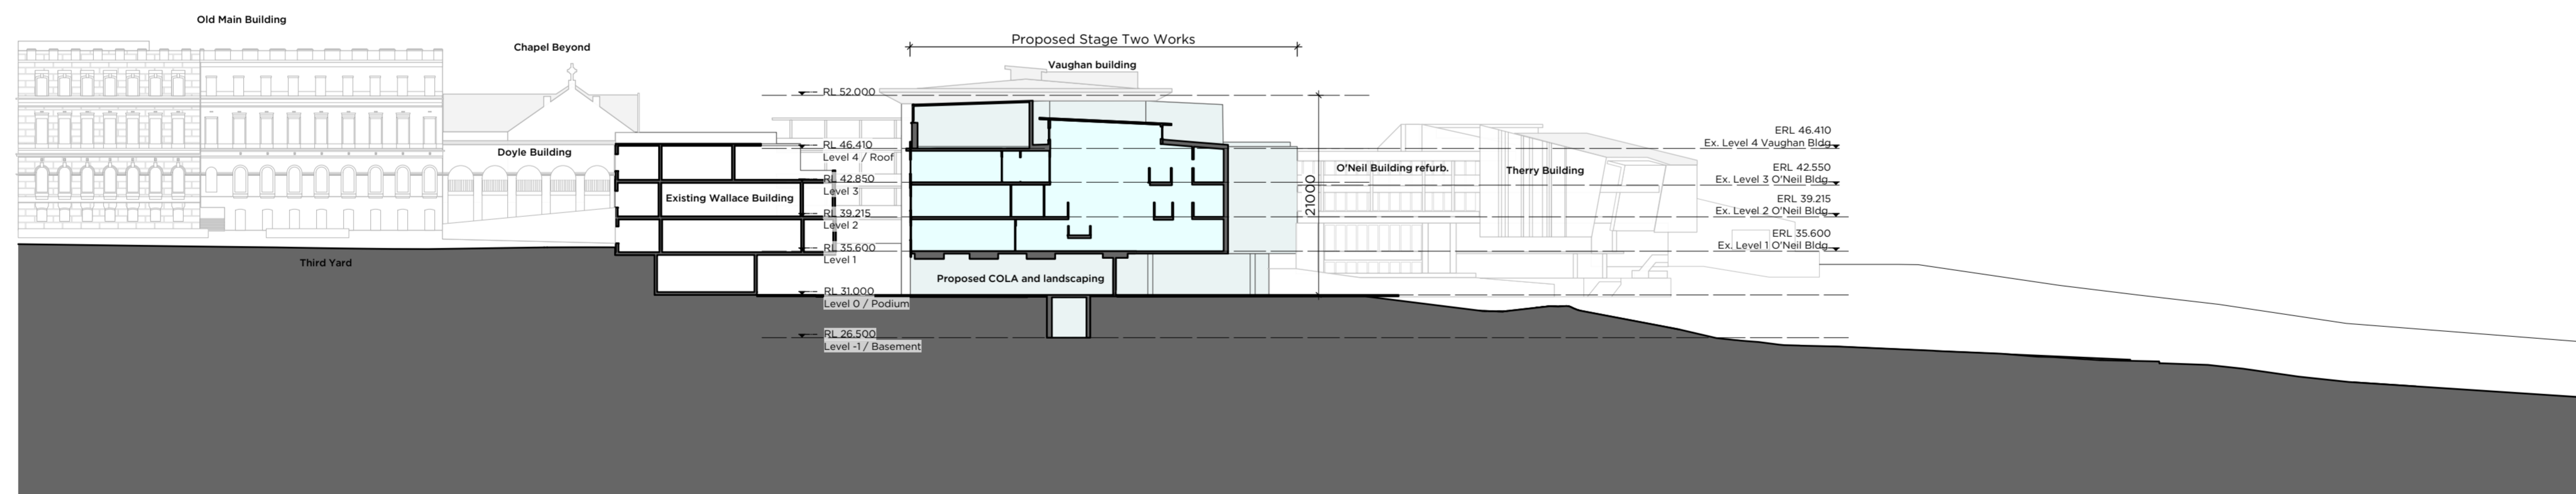 Old Main Building
Chapel Beyond
Proposed Stage Two Works
Vaughan building
RL 52.000
ERL 46.410
Ex. Level 4 Vaughan Bldg
Doyle Building
RL 46.410
Level 4 / Roof
O'Neil Building refurb.
Therry Building
ERL 42.550
Ex. Level 3 O'Neil Bldg
RL 42.850
Level 3
Existing Wallace Building
21000
ERL 39.215
Ex. Level 2 O'Neil Bldg
RL 39.215
Level 2
ERL 35.600
Ex. Level 1 O'Neil Bldg
RL 35.600
Level 1
Third Yard
Proposed COLA and landscaping
RL 31.000
Level 0 / Podium
RL 26.500
Level -1 / Basement